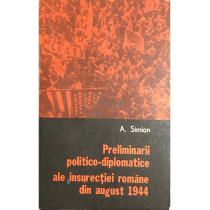 A. Simion
Preliminarii
politico-diplomatice
ale insurecției române
din august 1944